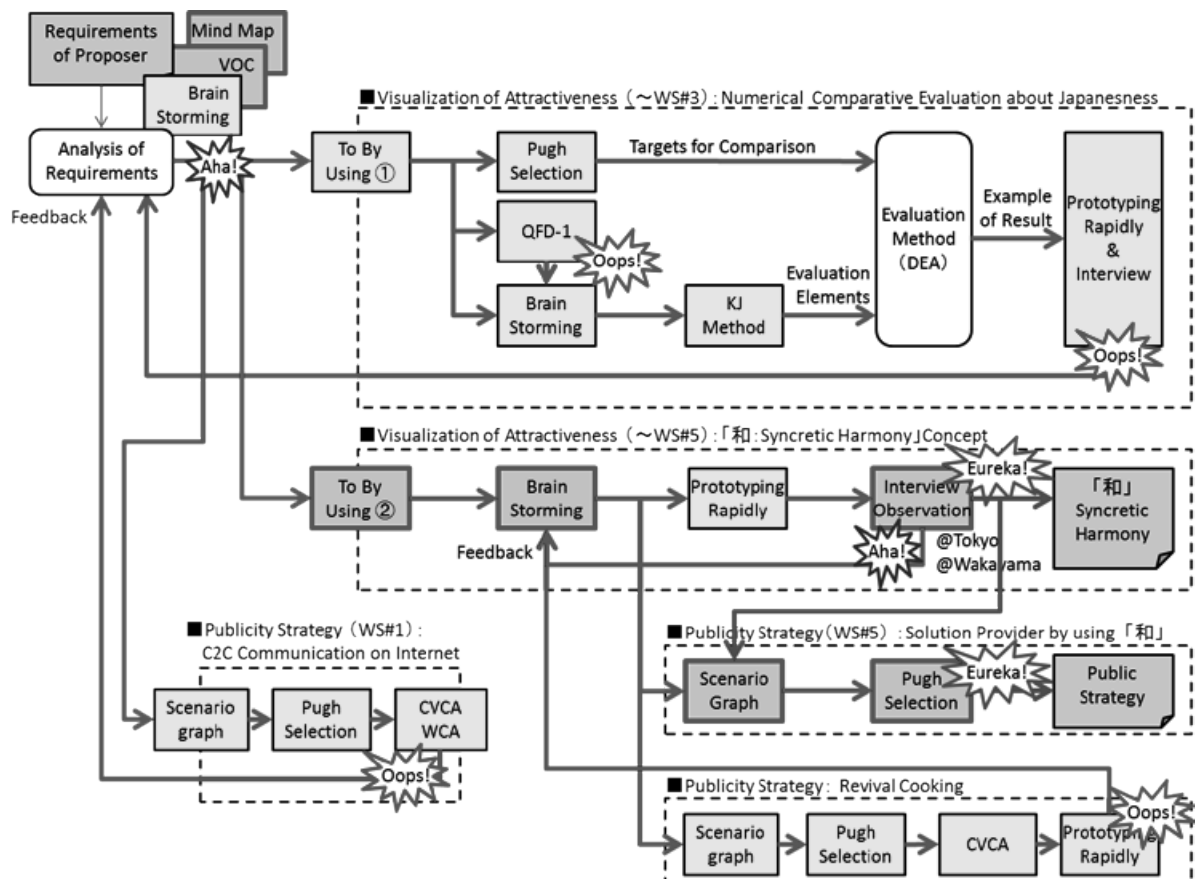 Requirements
of Proposer
Mind Map
VOC
Brain
Storming
Analysis of
Requirements
Aha!
Feedback
■Visualization of Attractiveness（～WS#3）: Numerical Comparative Evaluation about Japanesness
To By
Using ①
Pugh
Selection
Targets for Comparison
QFD-1
Oops!
Brain
Storming
KJ
Method
Evaluation
Elements
Evaluation
Method
（DEA）
Example
of Result
Prototyping
Rapidly
&
Interview
Oops!
■Visualization of Attractiveness（～WS#5）:「和：Syncretic Harmony」Concept
To By
Using ②
Brain
Storming
Prototyping
Rapidly
Interview
Observation
Eureka!
「和」
Syncretic
Harmony
Feedback
Aha!
@Tokyo
@Wakayama
■Publicity Strategy（WS#1）:
C2C Communication on Internet
Scenario
graph
Pugh
Selection
CVCA
WCA
Oops!
■Publicity Strategy（WS#5）: Solution Provider by using「和」
Scenario
Graph
Pugh
Selection
Eureka!
Public
Strategy
■Publicity Strategy: Revival Cooking
Scenario
graph
Pugh
Selection
CVCA
Prototyping
Rapidly
Oops!